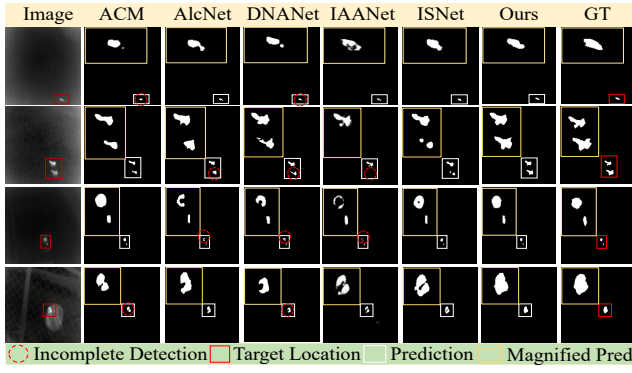 Image ACM AlcNet DNANet IAANet ISNet Ours GT
Incomplete Detection Target Location Prediction Magnified Pred